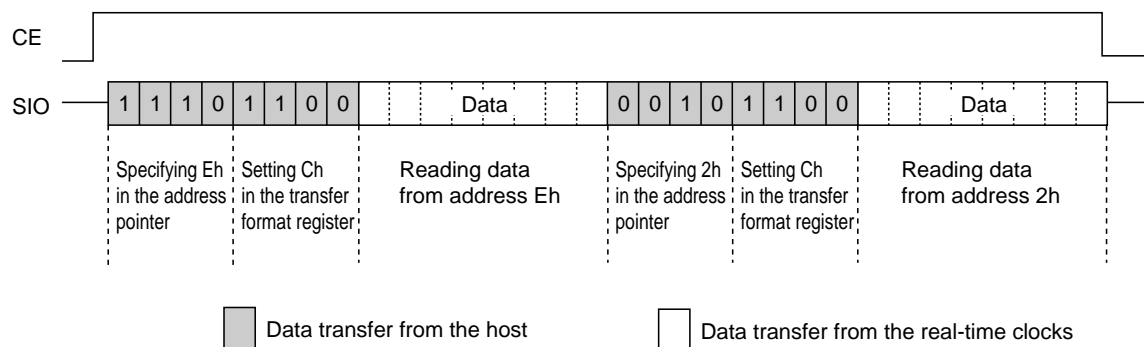 CE
SIO 1 1 1 0 1 1 0 0 Data 0 0 1 0 1 1 0 0 Data
Specifying Eh
in the address
pointer
Setting Ch
in the transfer
format register
Reading data
from address Eh
Specifying 2h
in the address
pointer
Setting Ch
in the transfer
format register
Reading data
from address 2h
Data transfer from the host
Data transfer from the real-time clocks